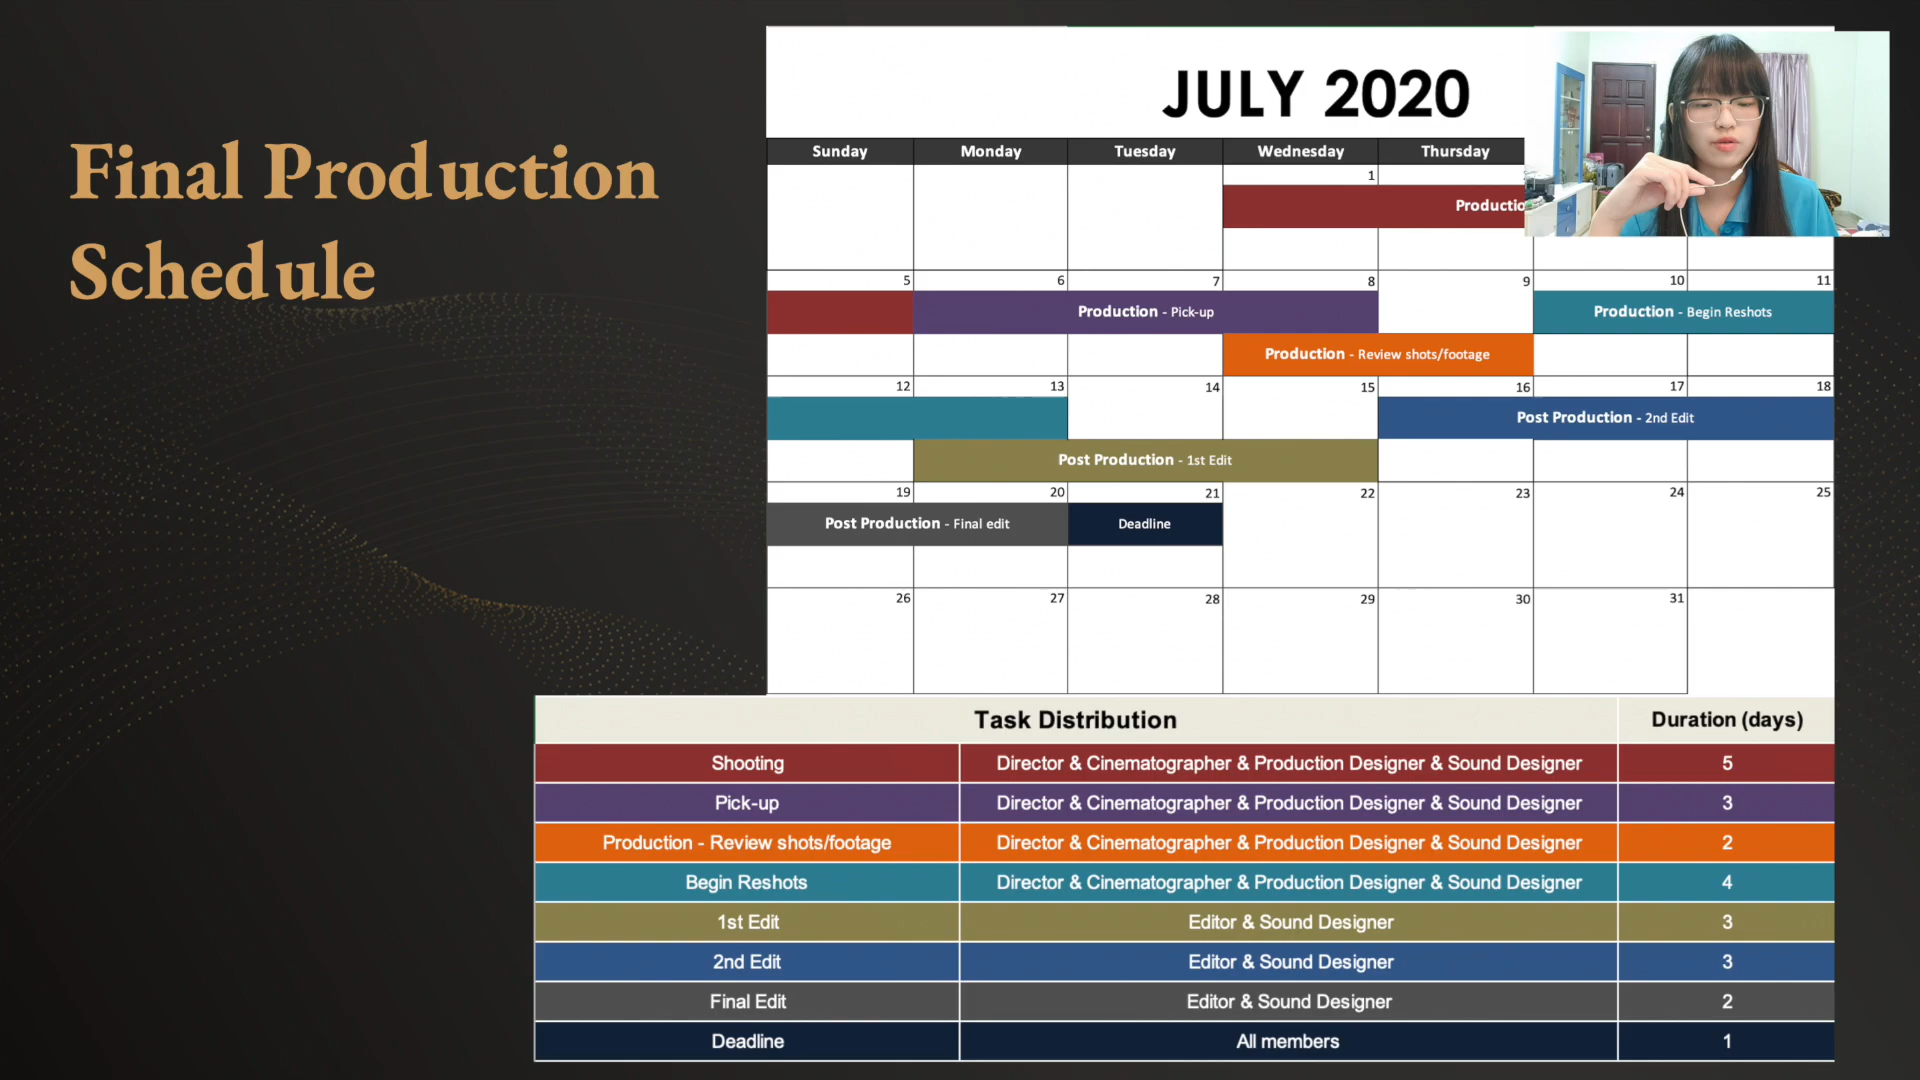 Final Production
Schedule
JULY 2020
Sunday Monday Tuesday Wednesday Thursday
1
5 6 7 8 9 10 11
Production - Pick-up Production - Begin Reshots
Production - Review shots/footage
12 13 14 15 16 17 18
Post Production - 2nd Edit
Post Production - 1st Edit
19 20 21 22 23 24 25
Post Production - Final edit Deadline
26 27 28 29 30 31
Task Distribution Duration (days)
Shooting Director & Cinematographer & Production Designer & Sound Designer 5
Pick-up Director & Cinematographer & Production Designer & Sound Designer 3
Production - Review shots/footage Director & Cinematographer & Production Designer & Sound Designer 2
Begin Reshots Director & Cinematographer & Production Designer & Sound Designer 4
1st Edit Editor & Sound Designer 3
2nd Edit Editor & Sound Designer 3
Final Edit Editor & Sound Designer 2
Deadline All members 1